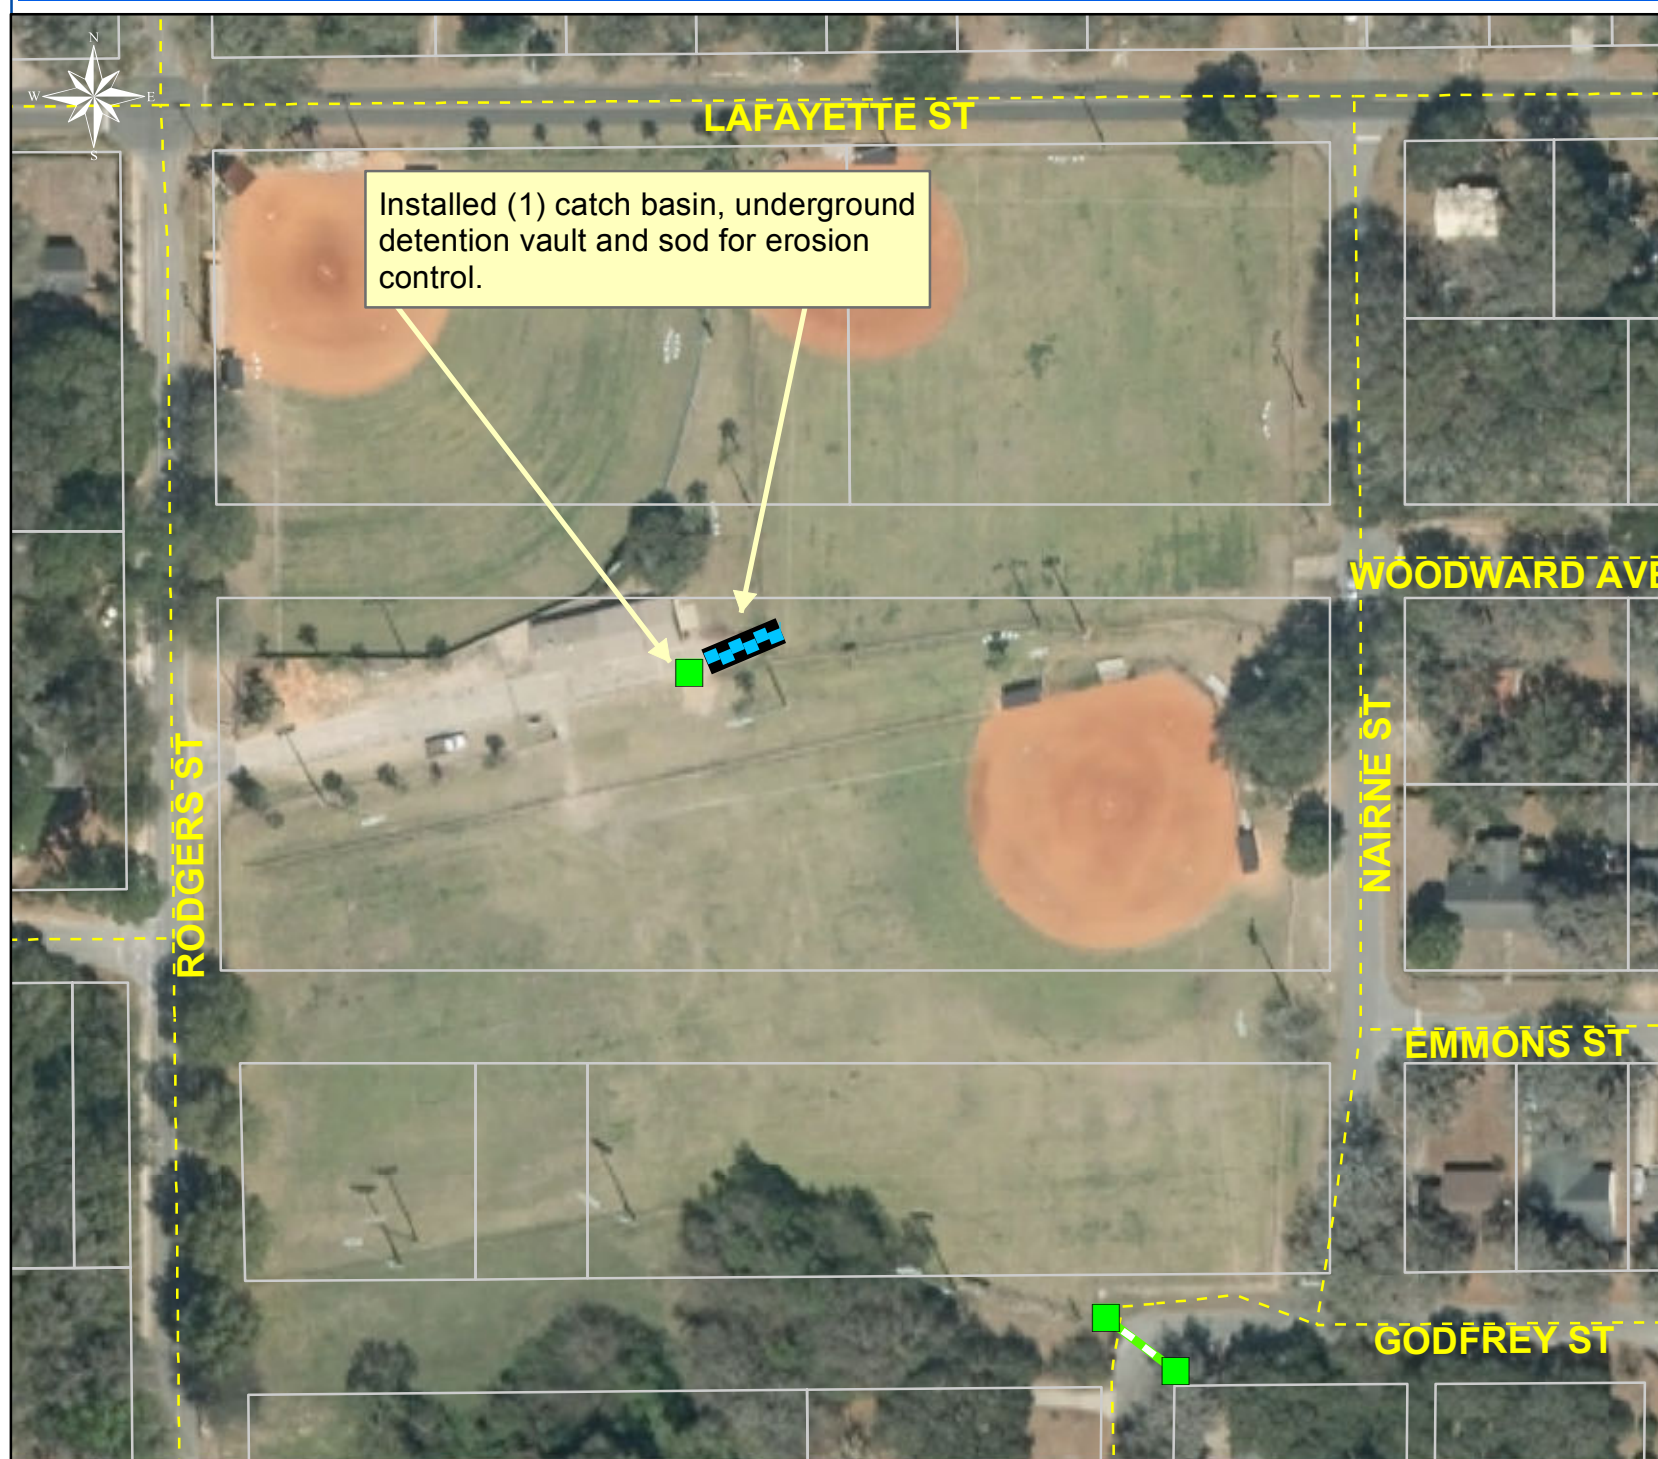 N
W E
S
LAFAYETTE ST
Installed (1) catch basin, underground
detention vault and sod for erosion
control.
WOODWARD AVE
NAIRNE ST
RODGERS ST
EMMONS ST
GODFREY ST